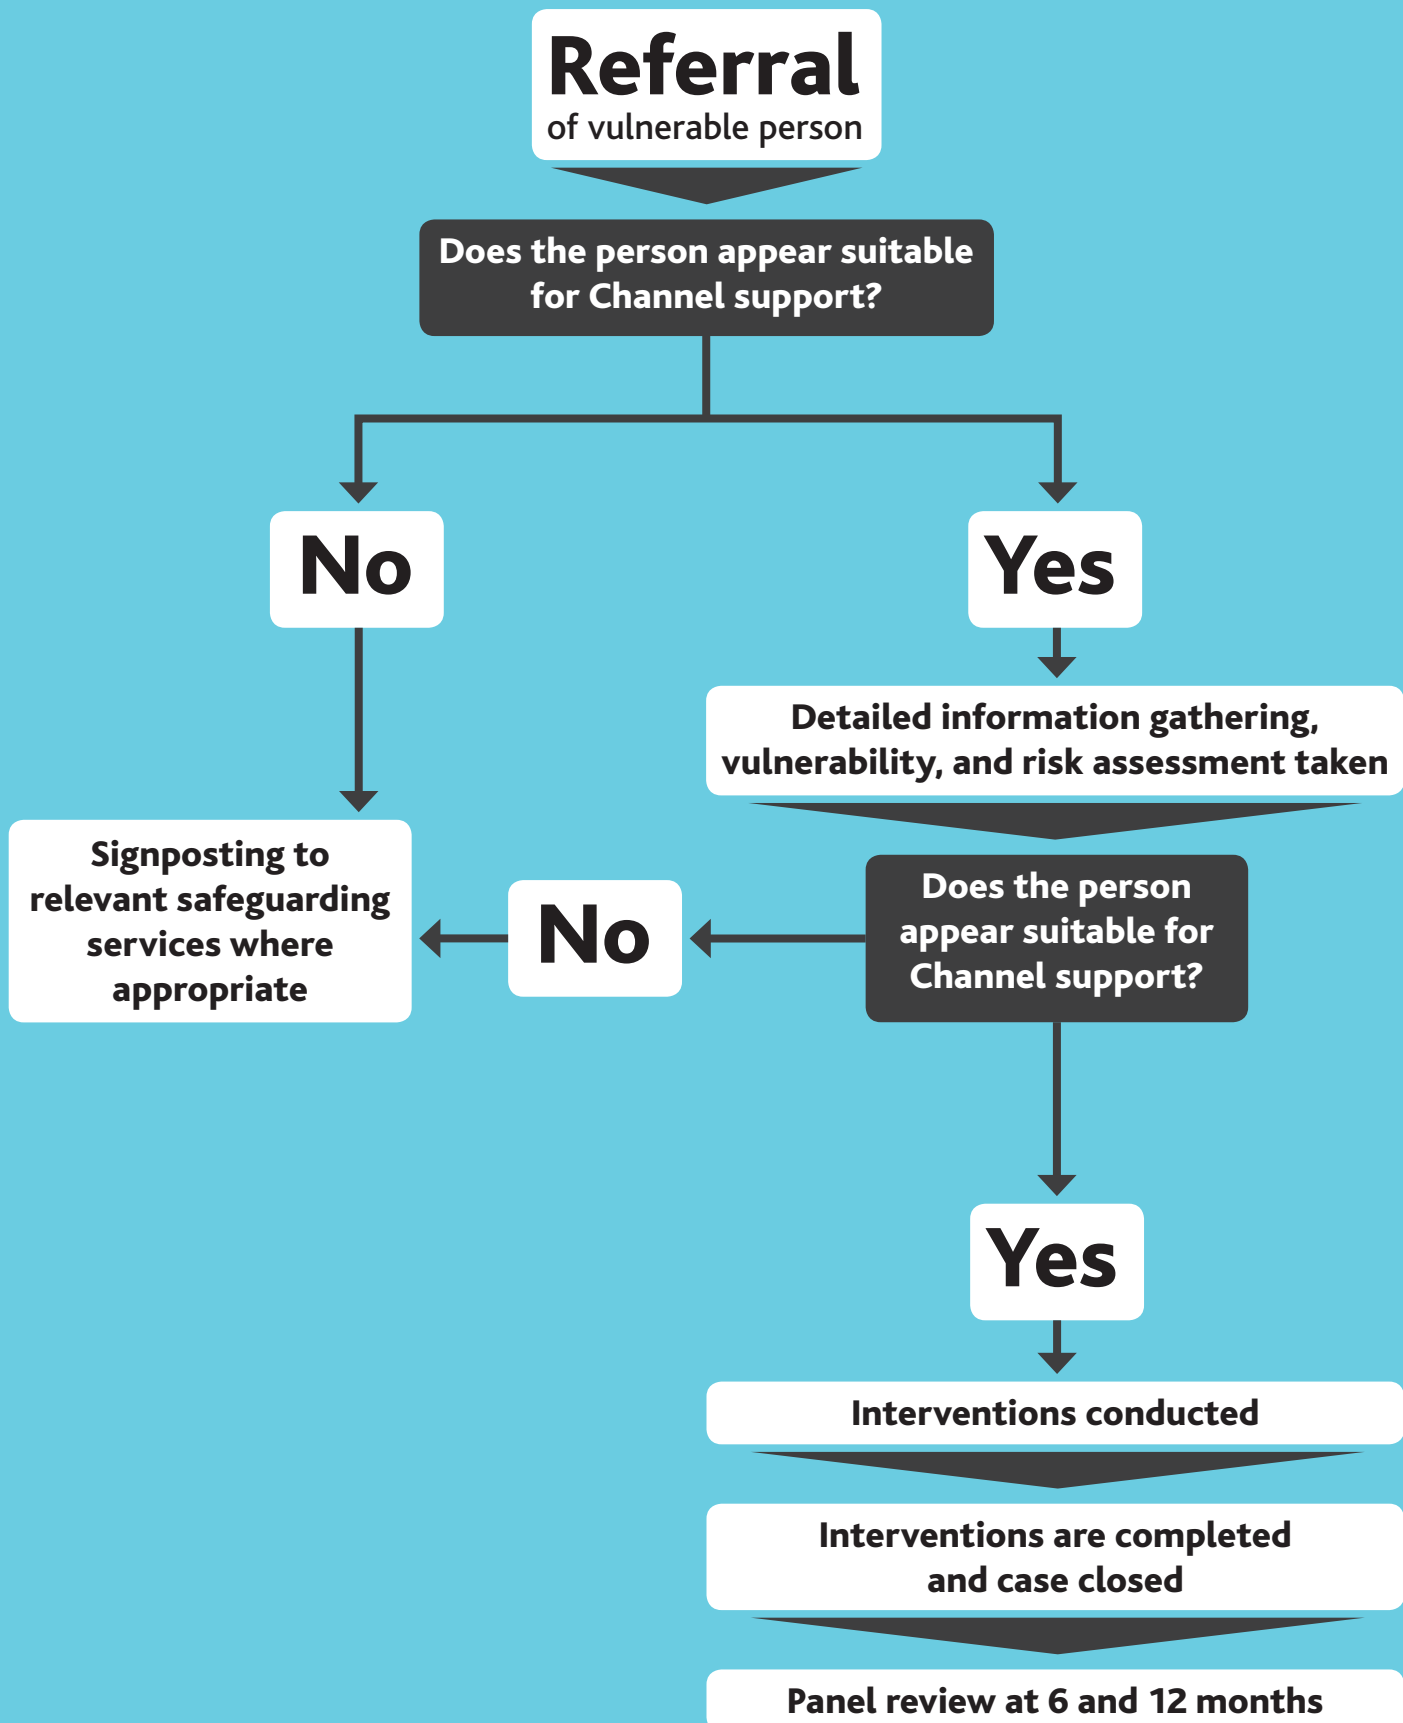 Referral
of vulnerable person
Does the person appear suitable
for Channel support?
No
Yes
Detailed information gathering,
vulnerability, and risk assessment taken
Signposting to
relevant safeguarding
services where
appropriate
No
Does the person
appear suitable for
Channel support?
Yes
Interventions conducted
Interventions are completed
and case closed
Panel review at 6 and 12 months